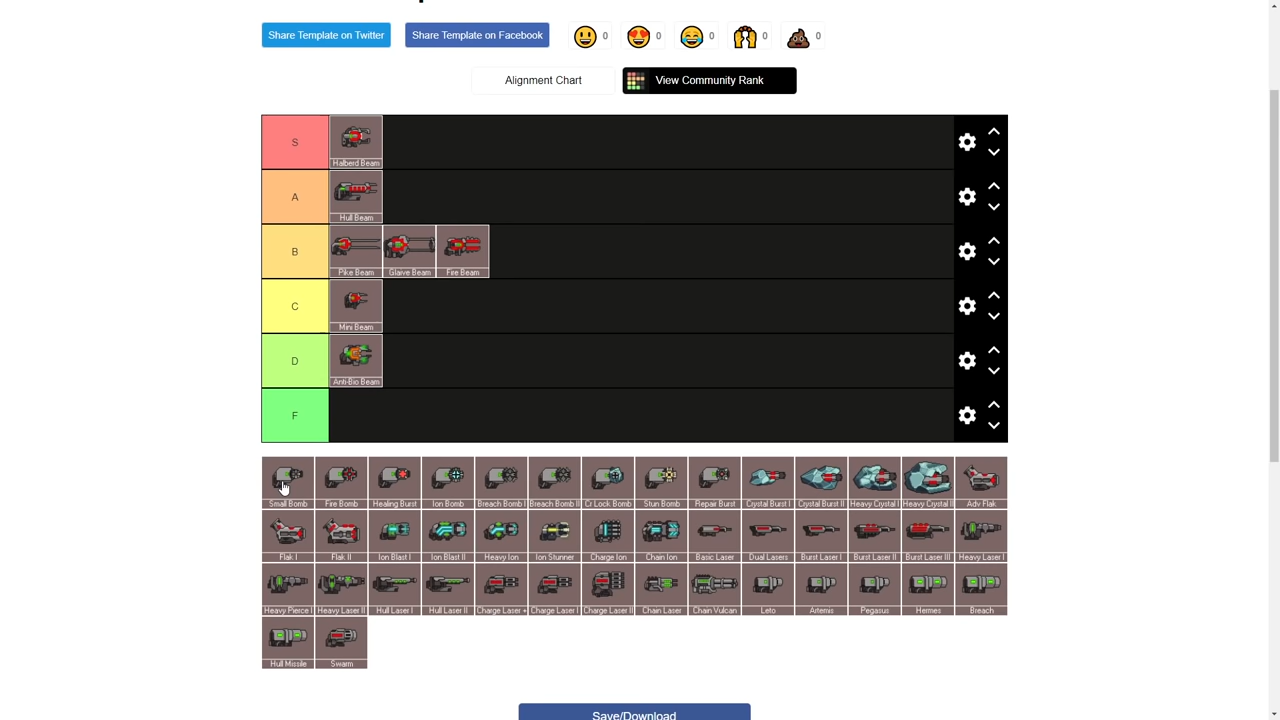 Share Template on Twitter Share Template on Facebook 0 0 0 0 0
Alignment Chart View Community Rank
S Halberd Beam
A Hull Beam
B Pike Beam Glaive Beam Fire Beam
C Mini Beam
D Anti-Bio Beam
F
Small Bomb Fire Bomb Healing Burst Ion Bomb Breach Bomb I Breach Bomb II Cr Lock Bomb Stun Bomb Repair Burst Crystal Burst I Crystal Burst II Heavy Crystal I Heavy Crystal II Adv Flak
Flak I Flak II Ion Blast I Ion Blast II Heavy Ion Ion Stunner Charge Ion Chain Ion Basic Laser Dual Lasers Burst Laser I Burst Laser II Burst Laser III Heavy Laser I
Heavy Pierce I Heavy Laser II Hull Laser I Hull Laser II Charge Laser + Charge Laser I Charge Laser II Chain Laser Chain Vulcan Leto Artemis Pegasus Hermes Breach
Hull Missile Swarm
Save/Download